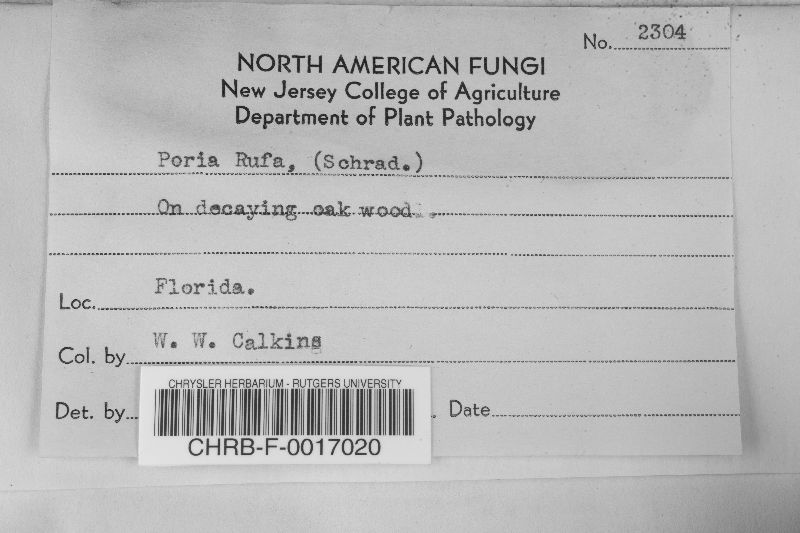 No. 2304
NORTH AMERICAN FUNGI
New Jersey College of Agriculture
Department of Plant Pathology
Poria Rufa, (Schrad.)
On decaying oak wood.
Loc. Florida.
Col. by W. W. Calkins
Det. by
Date
CHRYSLER HERBARIUM - RUTGERS UNIVERSITY
CHRB-F-0017020